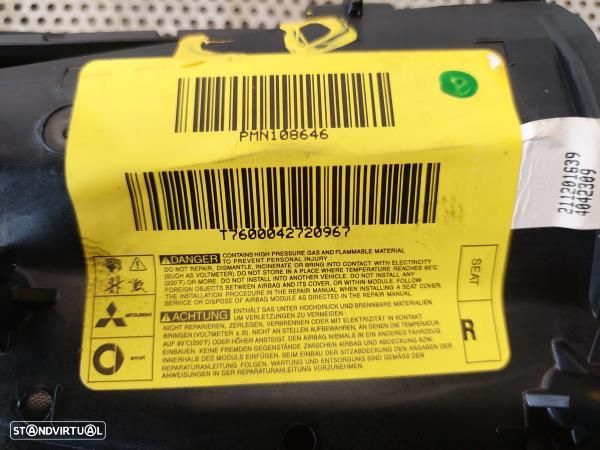 PMN108646
T7600042720967
DANGER
CONTAINS HIGH PRESSURE GAS AND FLAMMABLE MATERIAL
TO PREVENT PERSONAL INJURY :
DO NOT REPAIR, DISMANTLE, INCINERATE OR BRING INTO CONTACT WITH ELECTRICITY
(SUCH AS VOLTMETER). DO NOT STORE IN A PLACE WHERE TEMPERATURE REACHES 93°C
(200°F) OR MORE. DO NOT INSTALL INTO ANOTHER VEHICLE. DO NOT INSTALL ANY
FOREIGN OBJECTS BETWEEN AIRBAG AND ITS COVER, OR WITHIN MODULE. FOLLOW
THE INSTALLATION PROCEDURE IN THE REPAIR MANUAL WHEN INSTALLING A SEAT COVER.
SERVICE OR DISPOSE OF AIRBAG MODULE AS DIRECTED IN THE REPAIR MANUAL.
ACHTUNG
ENTHÄLT GAS UNTER HOCHDRUCK UND BRENNBARE MATERIALIEN
UM VERLETZUNGEN ZU VERMEIDEN :
NICHT REPARIEREN, ZERLEGEN, VERBRENNEN ODER MIT ELEKTRIZITÄT IN KONTAKT
BRINGEN (VOLTMETER z. B.). NICHT AN STELLEN AUFBEWAHREN, AN DENEN DIE TEMPERATUR
AUF 93°C(200°F) ODER HÖHER ANSTEIGT. DEN AIRBAG NIEMALS IN EIN ANDERES FAHRZEUG
EINBAUEN. KEINE FREMDEN GEGENSTÄNDE ZWISCHEN AIRBAG UND ABDECKUNG BZW.
INNERHALB DES MODULS EINFÜGEN. BEIM EINBAU DER SITZABDECKUNG DEN ANGABEN DER
REPARATURANLEITUNG FOLGEN. WARTUNG UND ENTSORGUNG SIND GEMÄSS DEN
ANWEISUNGEN IN DER REPARATURANLEITUNG VORZUNEHMEN.
MITSUBISHI
smart
SEAT
R
211201639
4042309
STANDVIRTUAL